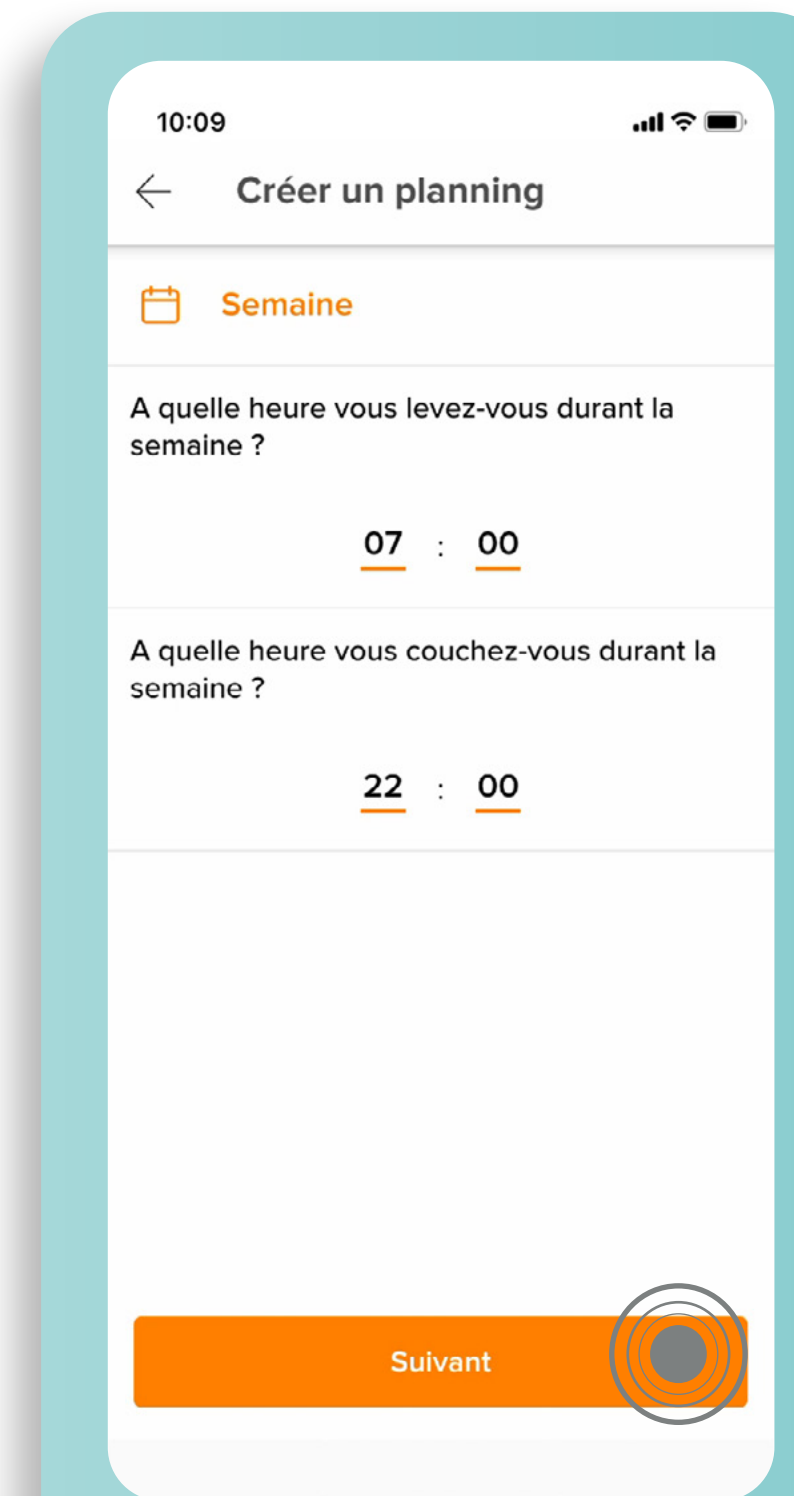 10:09
Créer un planning
Semaine
A quelle heure vous levez-vous durant la
semaine ?
07 : 00
A quelle heure vous couchez-vous durant la
semaine ?
22 : 00
Suivant